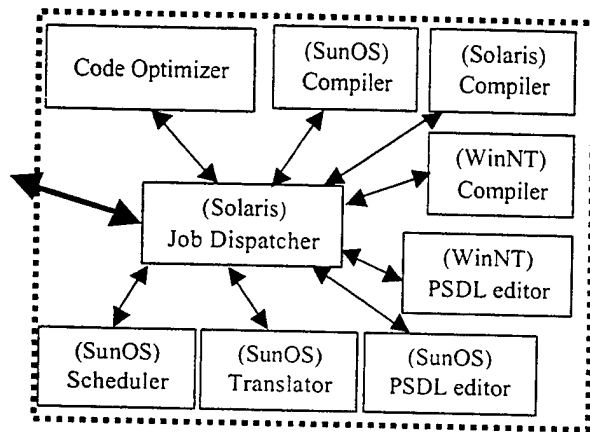 Code Optimizer
(SunOS)
Compiler
(Solaris)
Compiler
(WinNT)
Compiler
(Solaris)
Job Dispatcher
(WinNT)
PSDL editor
(SunOS)
Scheduler
(SunOS)
Translator
(SunOS)
PSDL editor